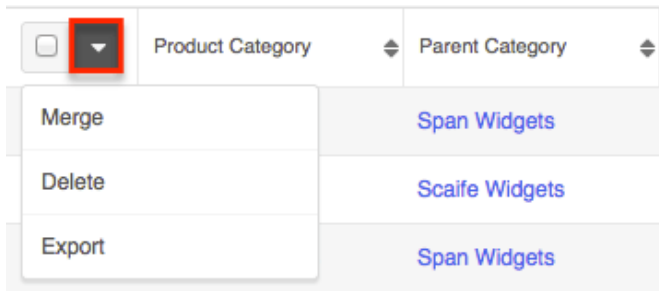 Product Category Parent Category
Merge Span Widgets
Delete Scaife Widgets
Export Span Widgets